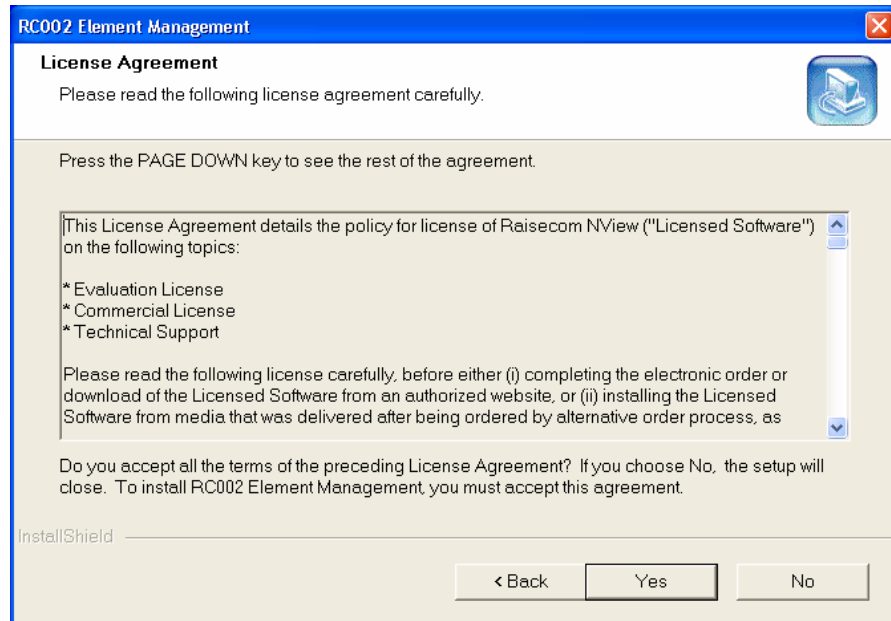 RC002 Element Management
License Agreement
Please read the following license agreement carefully.
Press the PAGE DOWN key to see the rest of the agreement.
This License Agreement details the policy for license of Raisecom NView ("Licensed Software")
on the following topics:
* Evaluation License
* Commercial License
* Technical Support
Please read the following license carefully, before either (i) completing the electronic order or
download of the Licensed Software from an authorized website, or (ii) installing the Licensed
Software from media that was delivered after being ordered by alternative order process, as
Do you accept all the terms of the preceding License Agreement? If you choose No, the setup will
close. To install RC002 Element Management, you must accept this agreement.
InstallShield
< Back Yes No